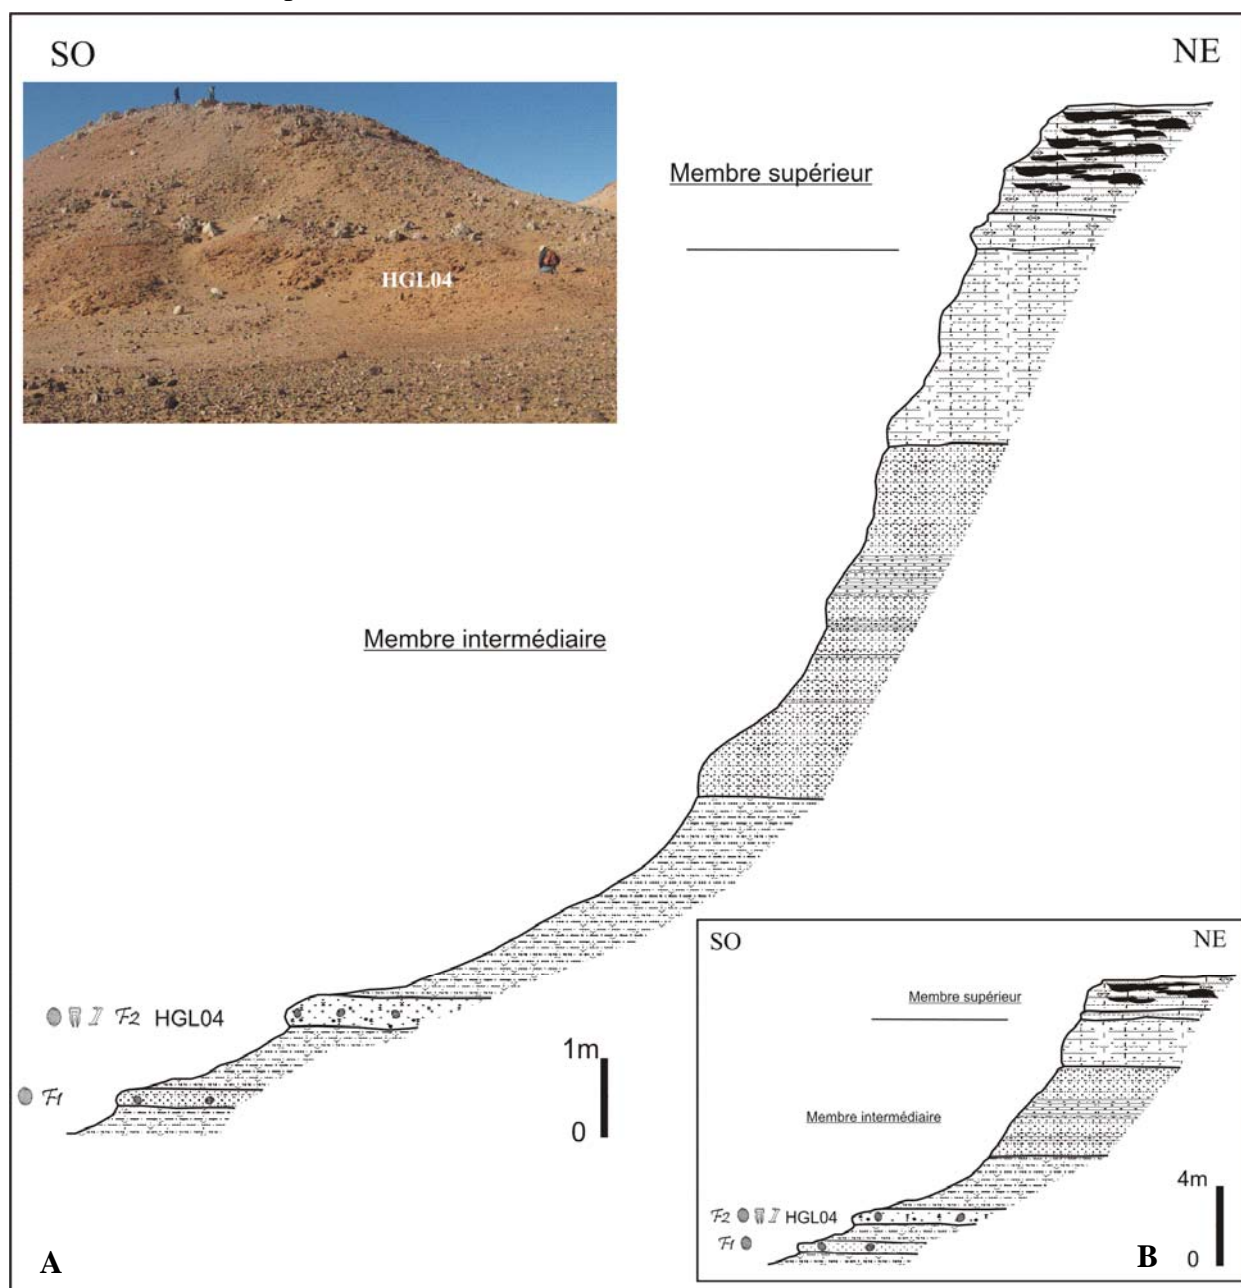 SO
NE
HGL04
Membre supérieur
Membre intermédiaire
F2 HGL04
F1
1m
0
A
SO
NE
Membre supérieur
Membre intermédiaire
4m
F2 HGL04
F1
0
B